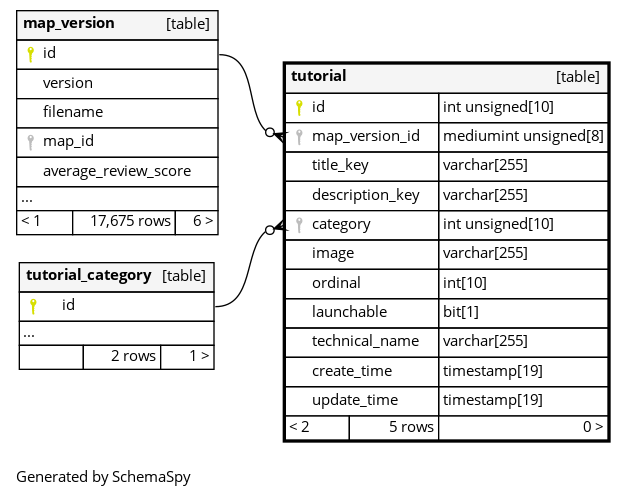 map_version [table]
id
version
filename
map_id
average_review_score
...
< 1 17,675 rows 6 >
tutorial_category [table]
id
...
2 rows 1 >
tutorial [table]
id int unsigned[10]
map_version_id mediumint unsigned[8]
title_key varchar[255]
description_key varchar[255]
category int unsigned[10]
image varchar[255]
ordinal int[10]
launchable bit[1]
technical_name varchar[255]
create_time timestamp[19]
update_time timestamp[19]
< 2 5 rows 0 >
Generated by SchemaSpy